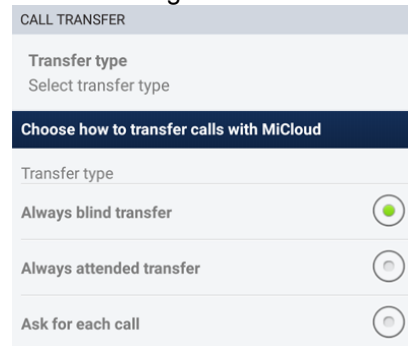 CALL TRANSFER
Transfer type
Select transfer type
Choose how to transfer calls with MiCloud
Transfer type
Always blind transfer
Always attended transfer
Ask for each call